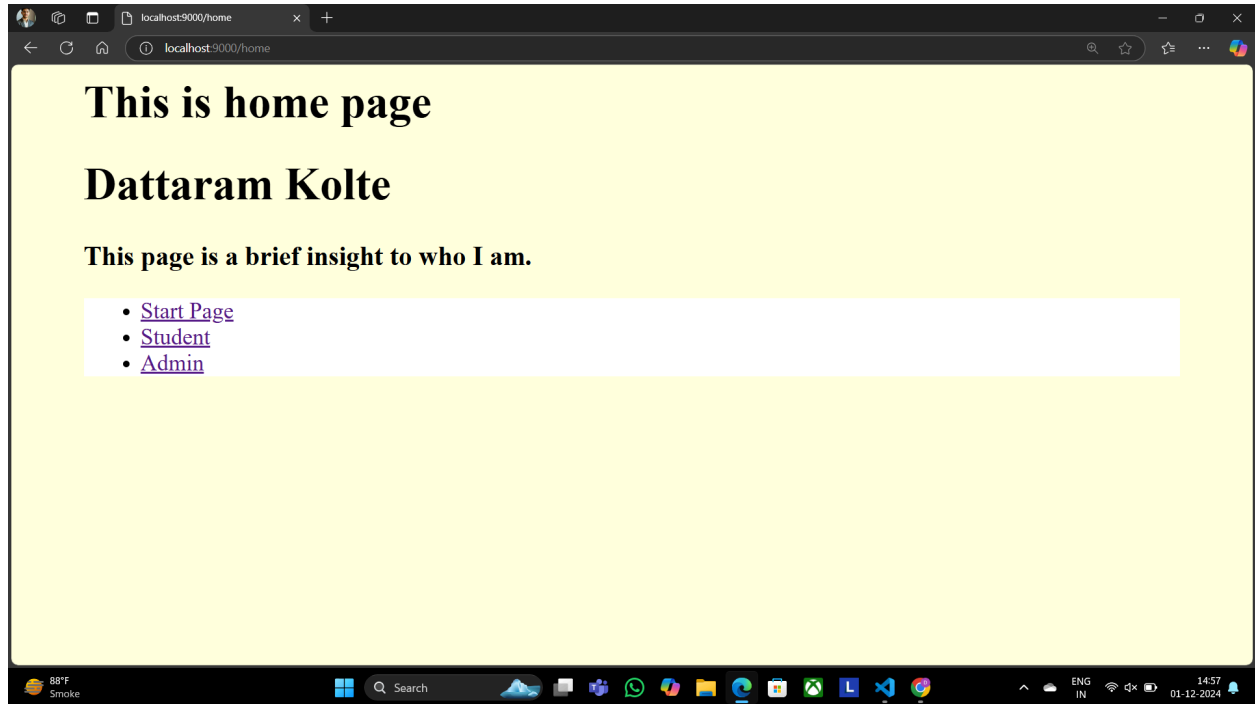 localhost:9000/home
localhost:9000/home
This is home page
Dattaram Kolte
This page is a brief insight to who I am.
Start Page
Student
Admin
88°F
Smoke
Search
L
ENG
IN
14:57
01-12-2024